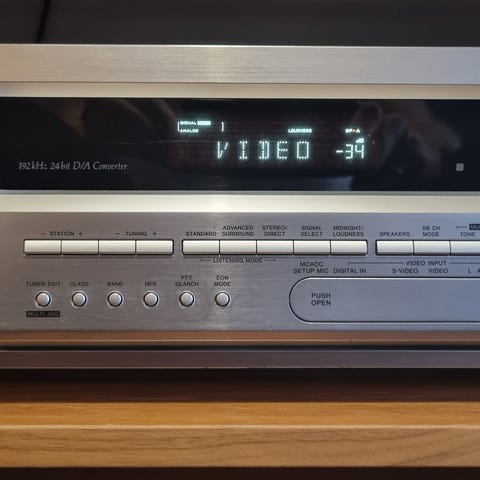 SIGNAL
ANALOG
LOUDNESS
SP-A
VIDEO -34
192kHz 24bit D/A Converter
− STATION +
− TUNING +
STANDARD
ADVANCED SURROUND
STEREO/ DIRECT
SIGNAL SELECT
MIDNIGHT/ LOUDNESS
SPEAKERS
SB CH MODE
TONE
LISTENING MODE
MCACC SETUP MIC
DIGITAL IN
VIDEO INPUT
S-VIDEO VIDEO L
TUNER EDIT
CLASS
BAND
MPX
PTY SEARCH
EON MODE
MULTI JOG
PUSH
OPEN